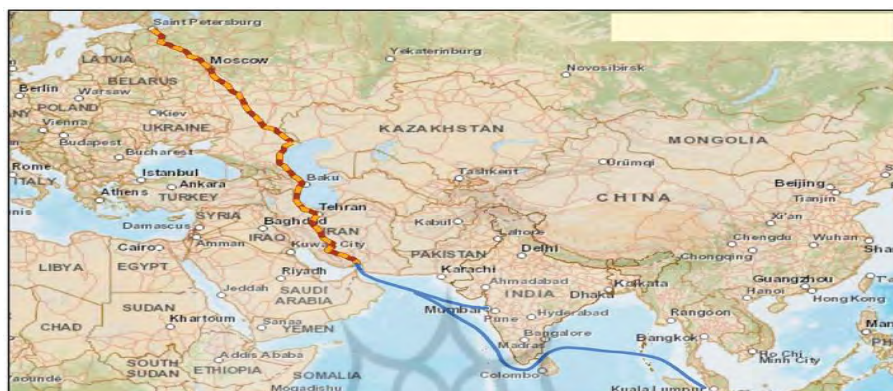 Saint Petersburg
LATVIA
Moscow
Yekaterinburg
Novosibirsk
BELARUS
Berlin
Warsaw
POLAND
Kiev
Vienna
UKRAINE
KAZAKHSTAN
MONGOLIA
Budapest
Bucharest
Rome
Istanbul
Baku
Tashkent
Ürümqi
Beijing
ITALY
Ankara
Tianjin
Athens
TURKEY
CHINA
Tehran
SYRIA
Baghdad
Kabul
Xi'an
Damascus
IRAN
Lahore
Chengdu
Wuhan
Amman
IRAQ
Kuwait City
Delhi
Cairo
PAKISTAN
Chongqing
LIBYA
EGYPT
Riyadh
Karachi
Ahmadabad
Dhaka
Kolkata
Guangzhou
Jeddah
SAUDI
ARABIA
INDIA
Hanoi
Hong Kong
SUDAN
Mumbai
Pune
Hyderabad
Rangoon
CHAD
Khartoum
Sanaa
YEMEN
Bangalore
Bangkok
Madras
Ho Chi
Minh City
SOUTH
SUDAN
Addis Ababa
ETHIOPIA
SOMALIA
Colombo
Mogadishu
Kuala Lumpur